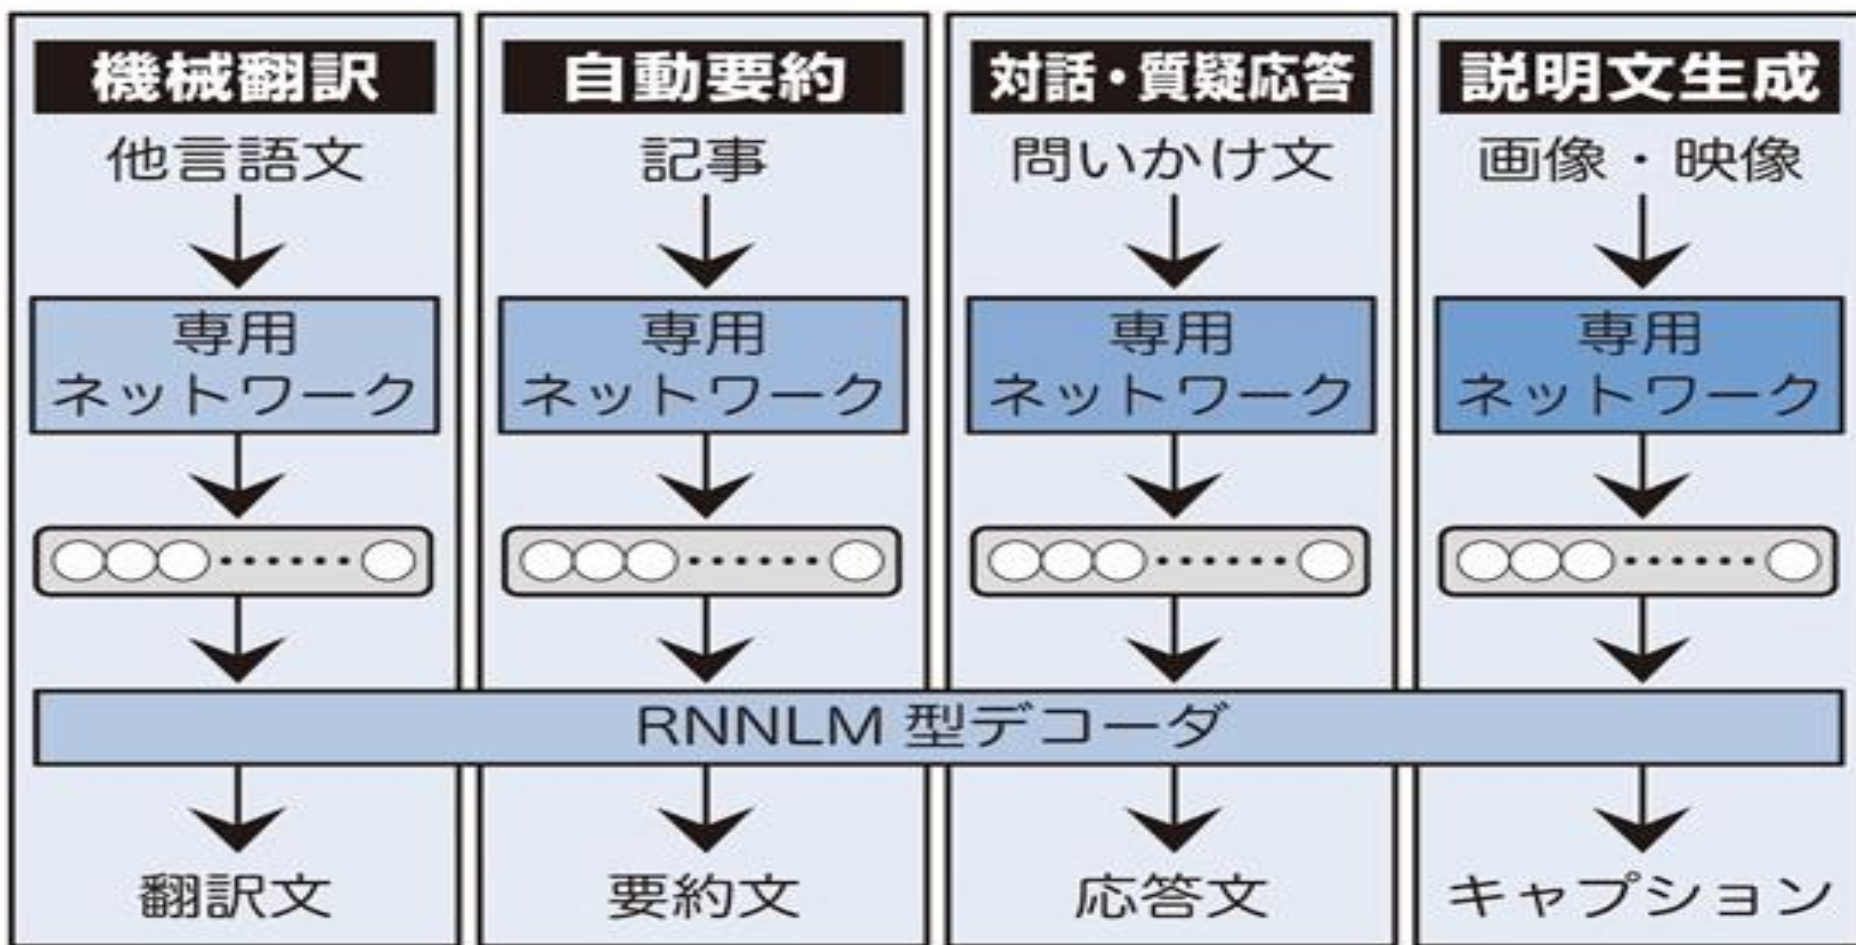 機械翻訳
他言語文
専用
ネットワーク
翻訳文
自動要約
記事
専用
ネットワーク
要約文
対話・質疑応答
問いかけ文
専用
ネットワーク
応答文
説明文生成
画像・映像
専用
ネットワーク
キャプション
RNNLM 型デコーダ